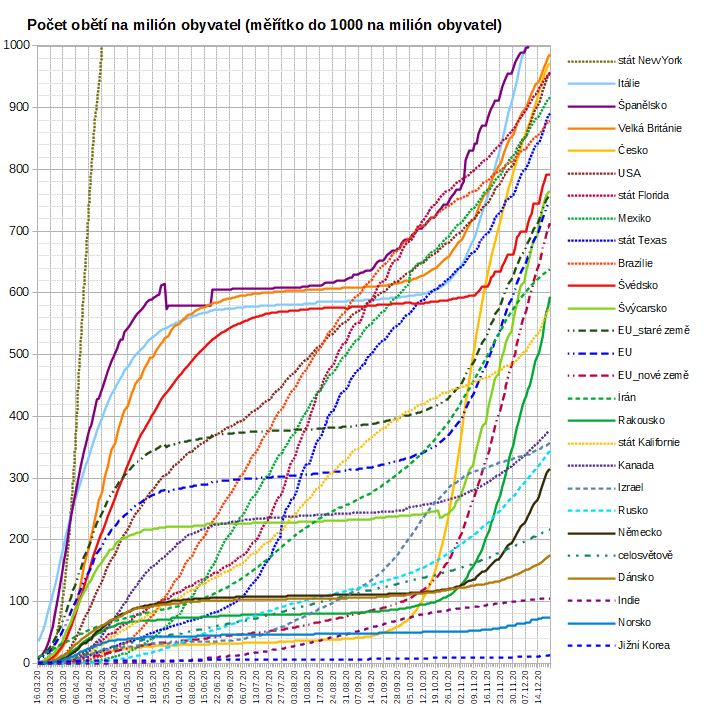 Počet obětí na milión obyvatel (měřítko do 1000 na milión obyvatel)
1000
900
800
700
600
500
400
300
200
100
0
16.03.20
23.03.20
30.03.20
06.04.20
13.04.20
20.04.20
27.04.20
04.05.20
11.05.20
18.05.20
25.05.20
01.06.20
08.06.20
15.06.20
22.06.20
29.06.20
06.07.20
13.07.20
20.07.20
27.07.20
03.08.20
10.08.20
17.08.20
24.08.20
31.08.20
07.09.20
14.09.20
21.09.20
28.09.20
05.10.20
12.10.20
19.10.20
26.10.20
02.11.20
09.11.20
16.11.20
23.11.20
30.11.20
07.12.20
14.12.20
stát NewYork
Itálie
Španělsko
Velká Británie
Česko
USA
stát Florida
Mexiko
stát Texas
Brazílie
Švédsko
Švýcarsko
EU_staré země
EU
EU_nové země
Írán
Rakousko
stát Kalifornie
Kanada
Izrael
Rusko
Německo
celosvětově
Dánsko
Indie
Norsko
Jižní Korea